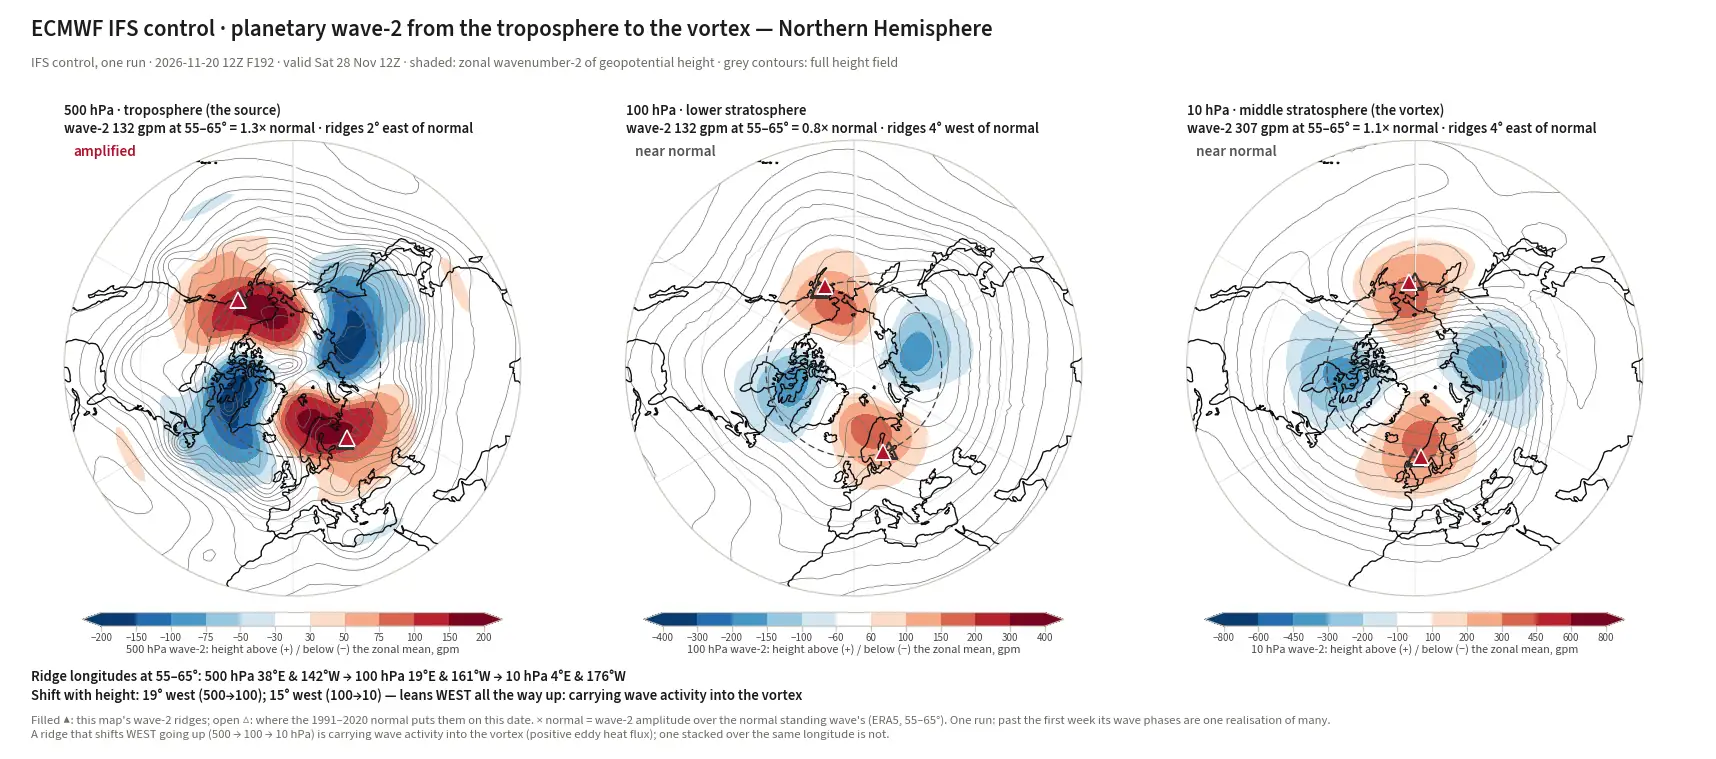 ECMWF IFS control · planetary wave-2 from the troposphere to the vortex — Northern Hemisphere
IFS control, one run · 2026-11-20 12Z F192 · valid Sat 28 Nov 12Z · shaded: zonal wavenumber-2 of geopotential height · grey contours: full height field
500 hPa · troposphere (the source)
wave-2 132 gpm at 55–65° = 1.3× normal · ridges 2° east of normal
amplified
100 hPa · lower stratosphere
wave-2 132 gpm at 55–65° = 0.8× normal · ridges 4° west of normal
near normal
10 hPa · middle stratosphere (the vortex)
wave-2 307 gpm at 55–65° = 1.1× normal · ridges 4° east of normal
near normal
−200 −150 −100 −75 −50 −30 30 50 75 100 150 200
500 hPa wave-2: height above (+) / below (−) the zonal mean, gpm
−400 −300 −200 −150 −100 −60 60 100 150 200 300 400
100 hPa wave-2: height above (+) / below (−) the zonal mean, gpm
−800 −600 −450 −300 −200 −100 100 200 300 450 600 800
10 hPa wave-2: height above (+) / below (−) the zonal mean, gpm
Ridge longitudes at 55–65°: 500 hPa 38°E & 142°W → 100 hPa 19°E & 161°W → 10 hPa 4°E & 176°W
Shift with height: 19° west (500→100); 15° west (100→10) — leans WEST all the way up: carrying wave activity into the vortex
Filled ▲: this map's wave-2 ridges; open △: where the 1991–2020 normal puts them on this date. × normal = wave-2 amplitude over the normal standing wave's (ERA5, 55–65°). One run: past the first week its wave phases are one realisation of many.
A ridge that shifts WEST going up (500 → 100 → 10 hPa) is carrying wave activity into the vortex (positive eddy heat flux); one stacked over the same longitude is not.